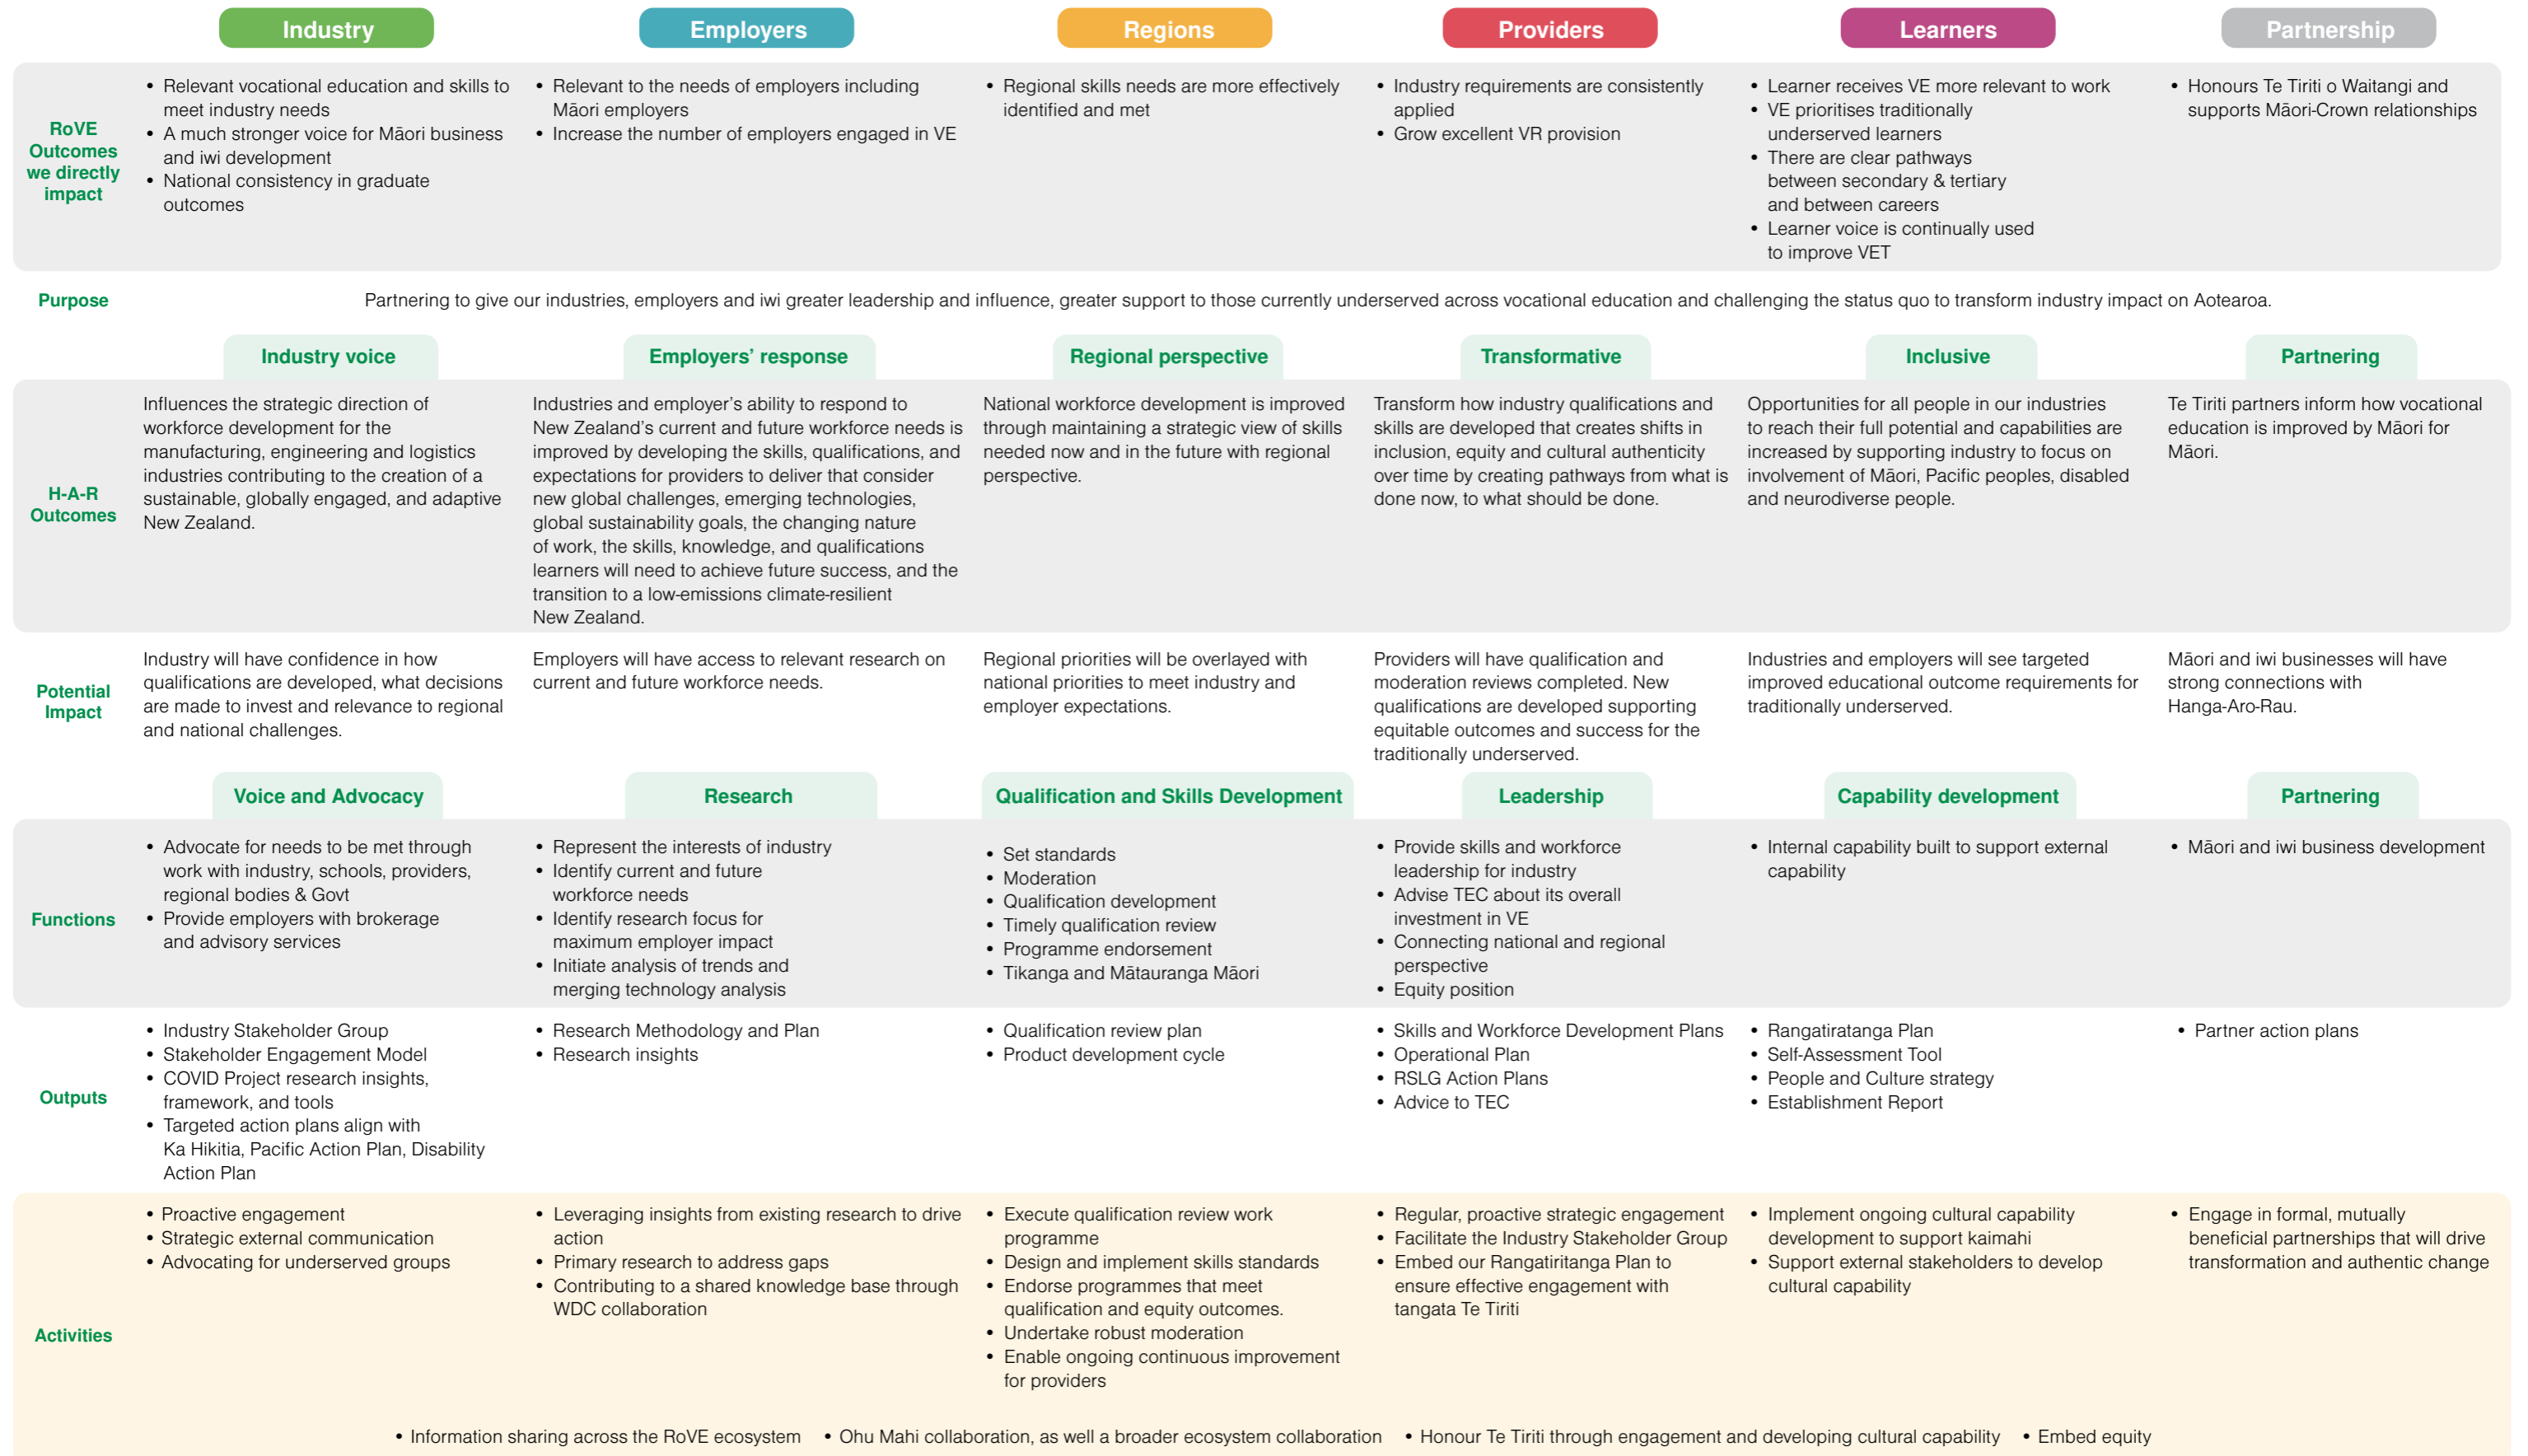 Industry
Employers
Regions
Providers
Learners
Partnership
RoVE
Outcomes
we directly
impact
• Relevant vocational education and skills to
meet industry needs
• A much stronger voice for Māori business
and iwi development
• National consistency in graduate
outcomes
• Relevant to the needs of employers including
Māori employers
• Increase the number of employers engaged in VE
• Regional skills needs are more effectively
identified and met
• Industry requirements are consistently
applied
• Grow excellent VR provision
• Learner receives VE more relevant to work
• VE prioritises traditionally
underserved learners
• There are clear pathways
between secondary & tertiary
and between careers
• Learner voice is continually used
to improve VET
• Honours Te Tiriti o Waitangi and
supports Māori-Crown relationships
Purpose
Partnering to give our industries, employers and iwi greater leadership and influence, greater support to those currently underserved across vocational education and challenging the status quo to transform industry impact on Aotearoa.
Industry voice
Employers’ response
Regional perspective
Transformative
Inclusive
Partnering
H-A-R
Outcomes
Influences the strategic direction of
workforce development for the
manufacturing, engineering and logistics
industries contributing to the creation of a
sustainable, globally engaged, and adaptive
New Zealand.
Industries and employer’s ability to respond to
New Zealand’s current and future workforce needs is
improved by developing the skills, qualifications, and
expectations for providers to deliver that consider
new global challenges, emerging technologies,
global sustainability goals, the changing nature
of work, the skills, knowledge, and qualifications
learners will need to achieve future success, and the
transition to a low-emissions climate-resilient
New Zealand.
National workforce development is improved
through maintaining a strategic view of skills
needed now and in the future with regional
perspective.
Transform how industry qualifications and
skills are developed that creates shifts in
inclusion, equity and cultural authenticity
over time by creating pathways from what is
done now, to what should be done.
Opportunities for all people in our industries
to reach their full potential and capabilities are
increased by supporting industry to focus on
involvement of Māori, Pacific peoples, disabled
and neurodiverse people.
Te Tiriti partners inform how vocational
education is improved by Māori for
Māori.
Potential
Impact
Industry will have confidence in how
qualifications are developed, what decisions
are made to invest and relevance to regional
and national challenges.
Employers will have access to relevant research on
current and future workforce needs.
Regional priorities will be overlayed with
national priorities to meet industry and
employer expectations.
Providers will have qualification and
moderation reviews completed. New
qualifications are developed supporting
equitable outcomes and success for the
traditionally underserved.
Industries and employers will see targeted
improved educational outcome requirements for
traditionally underserved.
Māori and iwi businesses will have
strong connections with
Hanga-Aro-Rau.
Voice and Advocacy
Research
Qualification and Skills Development
Leadership
Capability development
Partnering
Functions
• Advocate for needs to be met through
work with industry, schools, providers,
regional bodies & Govt
• Provide employers with brokerage
and advisory services
• Represent the interests of industry
• Identify current and future
workforce needs
• Identify research focus for
maximum employer impact
• Initiate analysis of trends and
merging technology analysis
• Set standards
• Moderation
• Qualification development
• Timely qualification review
• Programme endorsement
• Tikanga and Mātauranga Māori
• Provide skills and workforce
leadership for industry
• Advise TEC about its overall
investment in VE
• Connecting national and regional
perspective
• Equity position
• Internal capability built to support external
capability
• Māori and iwi business development
Outputs
• Industry Stakeholder Group
• Stakeholder Engagement Model
• COVID Project research insights,
framework, and tools
• Targeted action plans align with
Ka Hikitia, Pacific Action Plan, Disability
Action Plan
• Research Methodology and Plan
• Research insights
• Qualification review plan
• Product development cycle
• Skills and Workforce Development Plans
• Operational Plan
• RSLG Action Plans
• Advice to TEC
• Rangatiratanga Plan
• Self-Assessment Tool
• People and Culture strategy
• Establishment Report
• Partner action plans
Activities
• Proactive engagement
• Strategic external communication
• Advocating for underserved groups
• Leveraging insights from existing research to drive
action
• Primary research to address gaps
• Contributing to a shared knowledge base through
WDC collaboration
• Execute qualification review work
programme
• Design and implement skills standards
• Endorse programmes that meet
qualification and equity outcomes.
• Undertake robust moderation
• Enable ongoing continuous improvement
for providers
• Regular, proactive strategic engagement
• Facilitate the Industry Stakeholder Group
• Embed our Rangatiritanga Plan to
ensure effective engagement with
tangata Te Tiriti
• Implement ongoing cultural capability
development to support kaimahi
• Support external stakeholders to develop
cultural capability
• Engage in formal, mutually
beneficial partnerships that will drive
transformation and authentic change
• Information sharing across the RoVE ecosystem • Ohu Mahi collaboration, as well a broader ecosystem collaboration • Honour Te Tiriti through engagement and developing cultural capability • Embed equity